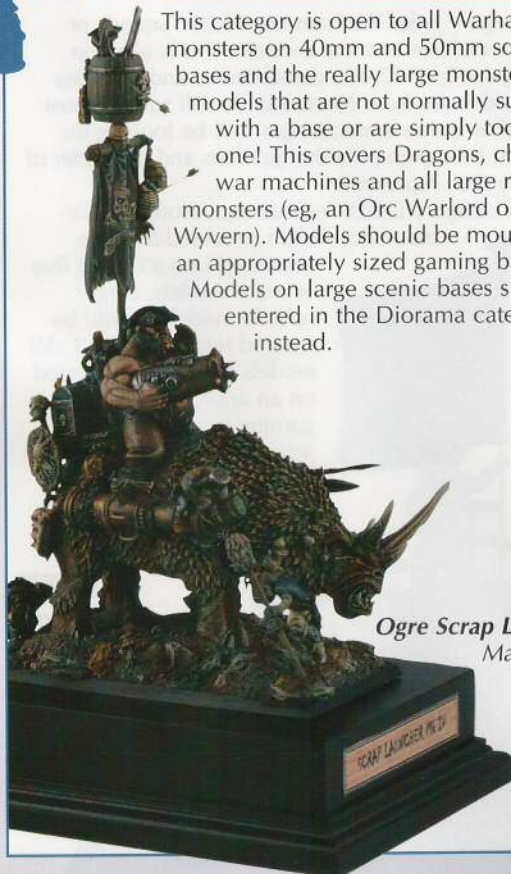 This category is open to all Warha
monsters on 40mm and 50mm sq
bases and the really large monste
models that are not normally su
with a base or are simply too
one! This covers Dragons, ch
war machines and all large r
monsters (eg, an Orc Warlord o
Wyvern). Models should be mou
an appropriately sized gaming b
Models on large scenic bases s
entered in the Diorama cate
instead.
Ogre Scrap L
Ma
SCRAP LAUNCHER MK IV